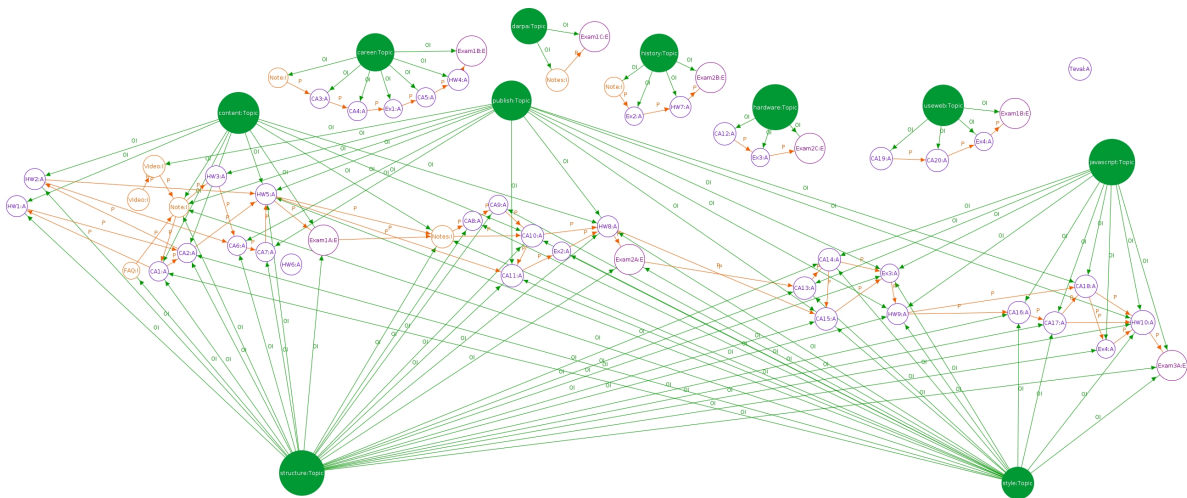 darpa:Topic
Exam1C:E
career:Topic
Exam1B:E
history:Topic
Note:I
HW4:A
Notes:I
Note:I
Exam2B:E
Teval:A
CA3:A
CA4:A
Ex1:A
CA5:A
publish:Topic
content:Topic
Ex2:A
HW7:A
hardware:Topic
useweb:Topic
Exam1B:E
CA12:A
Ex3:A
Exam2C:E
CA19:A
CA20:A
Ex4:A
javascript:Topic
HW2:A
Video:I
HW3:A
Video:I
HW5:A
HW1:A
Note:I
CA9:A
CA8:A
HW8:A
CA6:A
Exam1A:E
Notes:I
CA10:A
CA2:A
CA7:A
Ex2:A
HW6:A
Exam2A:E
CA14:A
FAQ:I
CA1:A
CA11:A
Ex3:A
CA13:A
CA18:A
CA15:A
HW9:A
CA16:A
CA17:A
HW10:A
Ex4:A
Exam3A:E
structure:Topic
style:Topic
OI
P